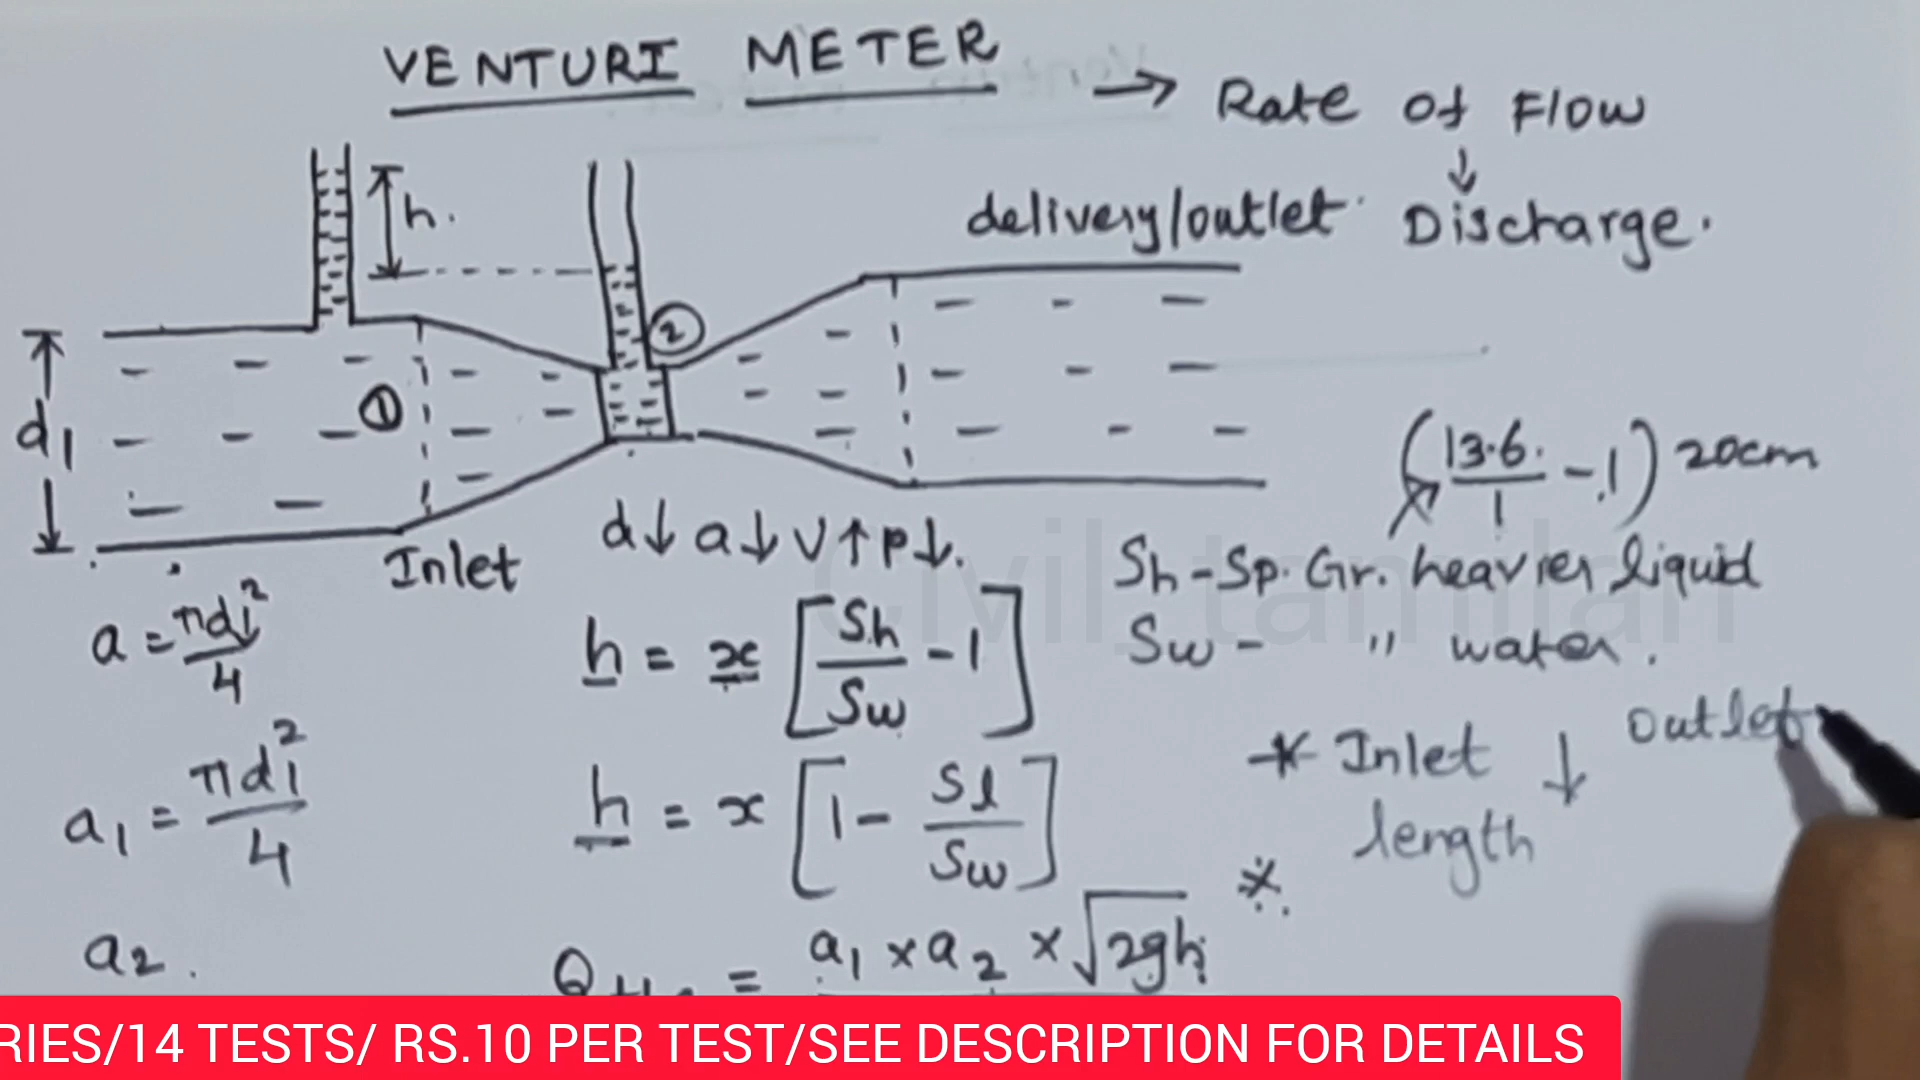 VENTURI METER → Rate of Flow
↓
delivery/outlet Discharge.
h.
②
①
d₁
(13.6/1 - 1) 20cm
Inlet
d↓ a↓ v↑ p↓.
Sh - Sp. Gr. heavier liquid
Sw - " water.
a = πd₁²/4
h = x [Sh/Sw - 1]
* Inlet length ↓ outlet
a₁ = πd₁²/4
h = x [1 - Sl/Sw]
a₂.
a₁ × a₂ × √2gh
Civil_tamilan
RIES/14 TESTS/ RS.10 PER TEST/SEE DESCRIPTION FOR DETAILS